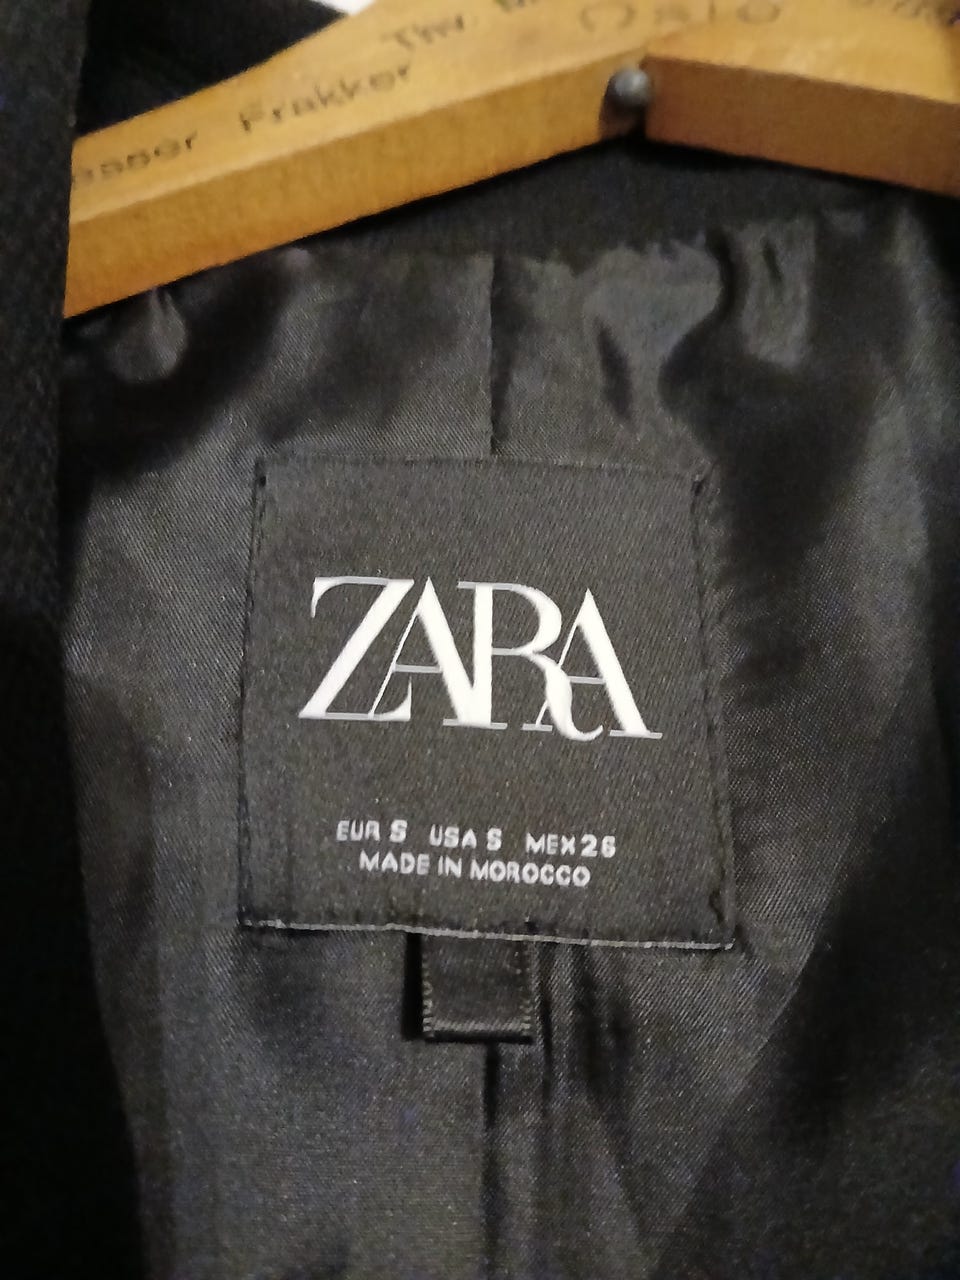 Oslo
Frakker
ZARA
EUR S USA S MEX 26
MADE IN MOROCCO